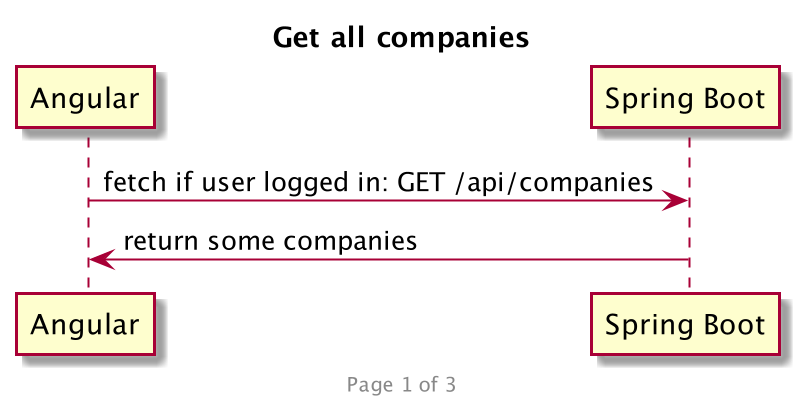 Get all companies
Angular
Spring Boot
fetch if user logged in: GET /api/companies
return some companies
Angular
Spring Boot
Page 1 of 3